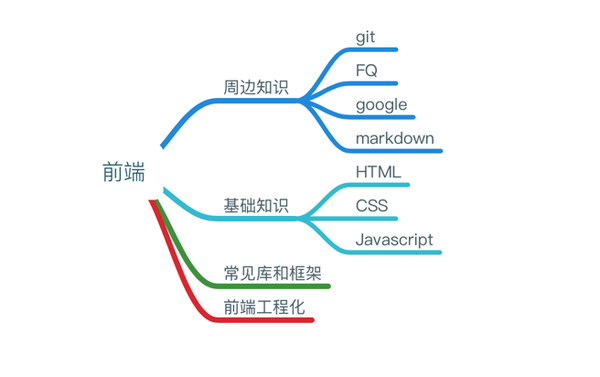 前端
周边知识
git
FQ
google
markdown
基础知识
HTML
CSS
Javascript
常见库和框架
前端工程化